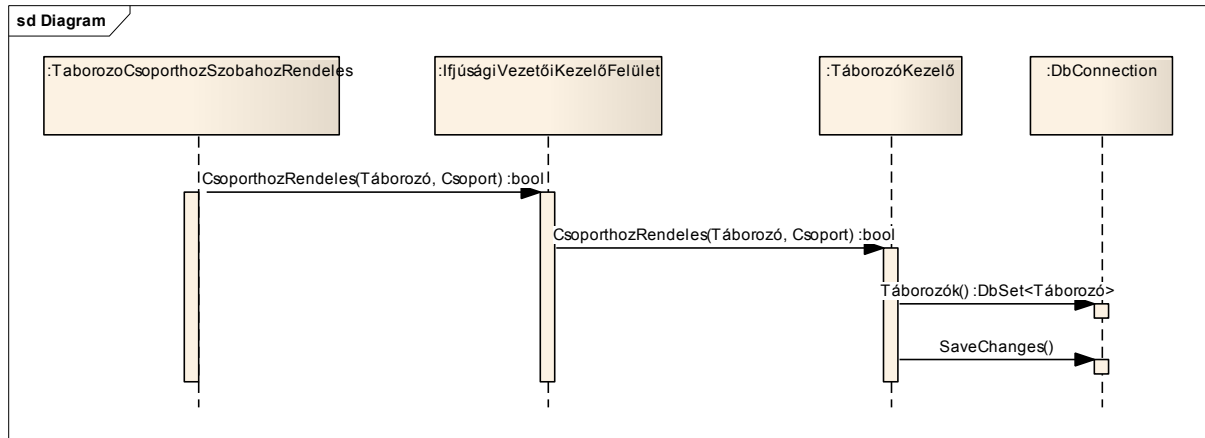 sd Diagram
:TaborozoCsoporthozSzobahozRendeles
:IfjúságiVezetőiKezelőFelület
:TáborozóKezelő
:DbConnection
CsoporthozRendeles(Táborozó, Csoport) :bool
CsoporthozRendeles(Táborozó, Csoport) :bool
Táborozók() :DbSet<Táborozó>
SaveChanges()